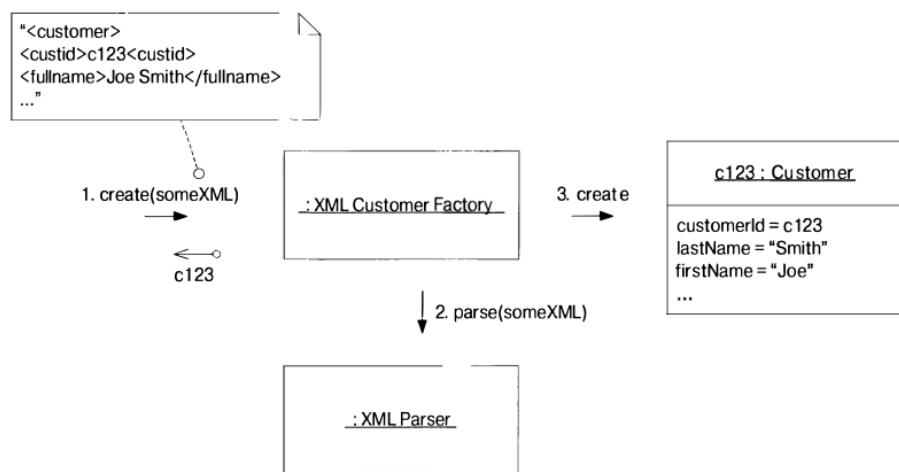 “<customer>
<custid>c123<custid>
<fullname>Joe Smith</fullname>
...”
1. create(someXML)
c123
: XML Customer Factory
3. create
c123 : Customer
customerId = c123
lastName = “Smith”
firstName = “Joe”
...
2. parse(someXML)
: XML Parser